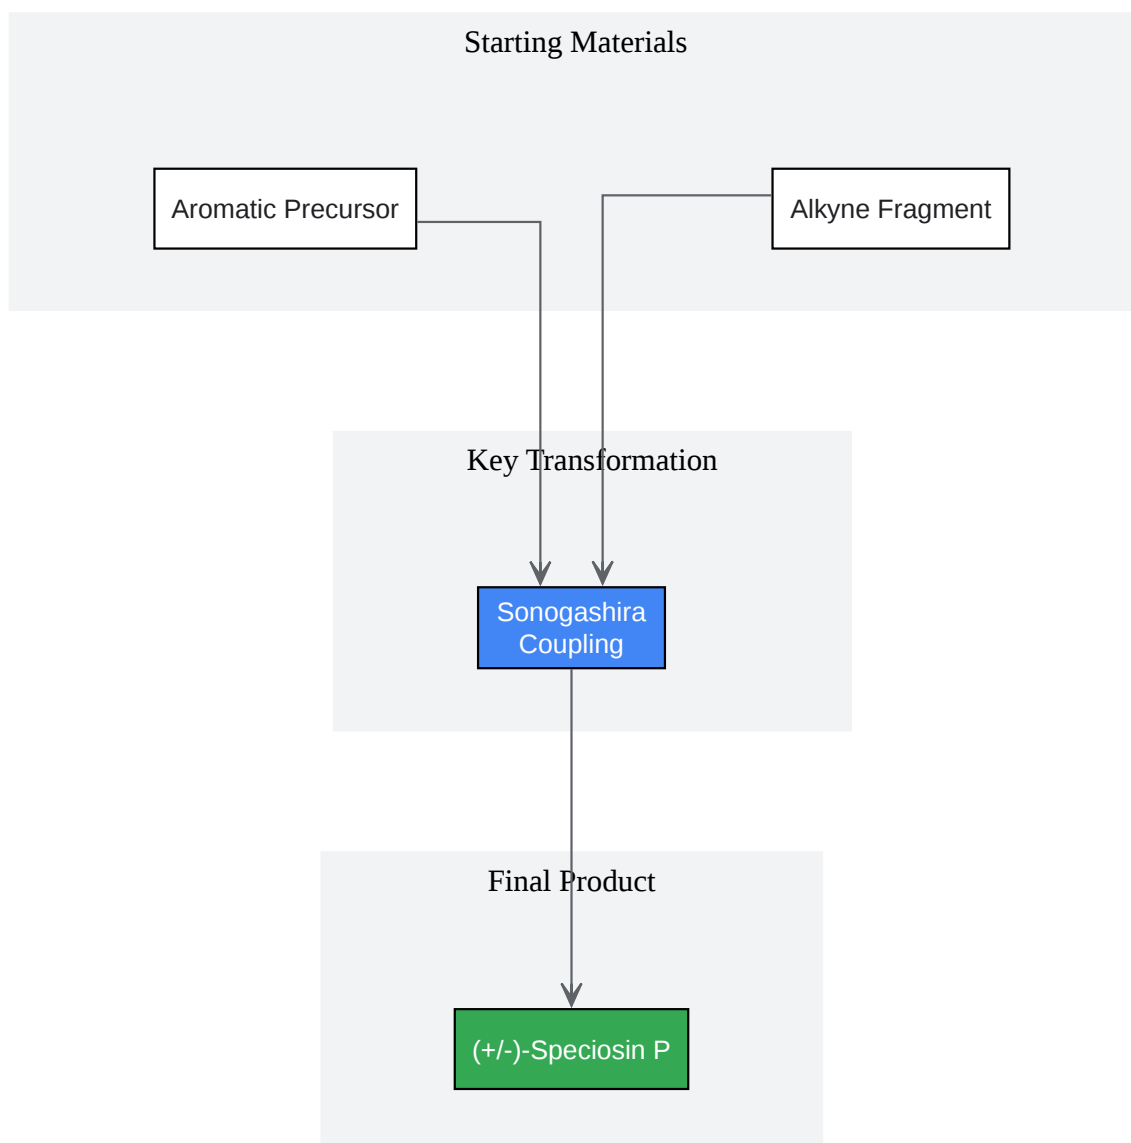 Starting Materials
Aromatic Precursor
Alkyne Fragment
Key Transformation
Sonogashira
Coupling
Final Product
(+/-)-Speciosin P